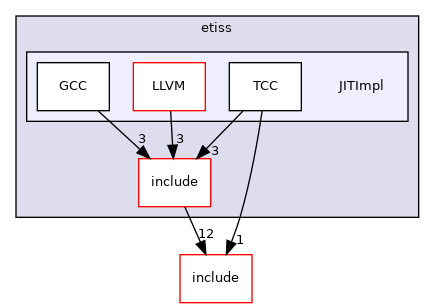 etiss
GCC
LLVM
TCC
JITImpl
3
3
3
include
12
1
include